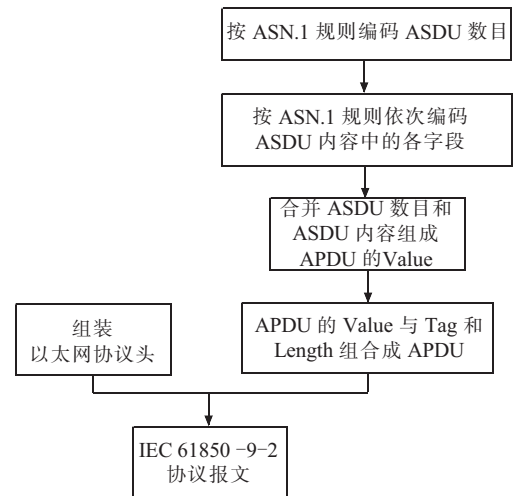 按 ASN.1 规则编码 ASDU 数目
按 ASN.1 规则依次编码
ASDU 内容中的各字段
合并 ASDU 数目和
ASDU 内容组成
APDU 的Value
组装
以太网协议头
APDU 的 Value 与 Tag 和
Length 组合成 APDU
IEC 61850 -9-2
协议报文